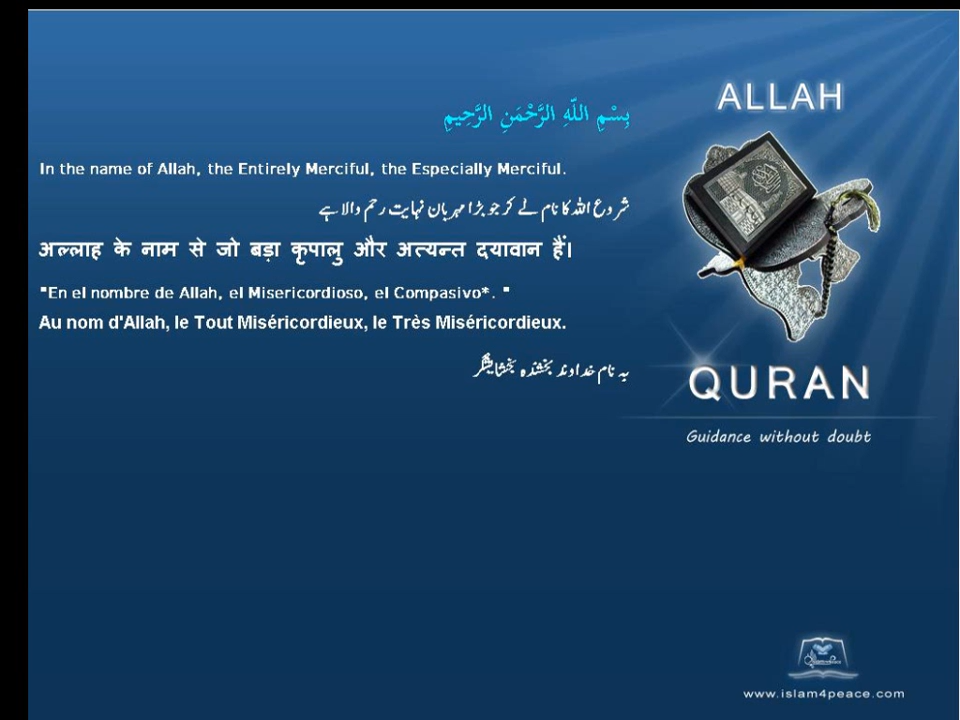 بِسْمِ اللّهِ الرَّحْمَنِ الرَّحِيمِ
In the name of Allah, the Entirely Merciful, the Especially Merciful.
شروع الله کا نام لے کر جو بڑا مہربان نہایت رحم والا ہے
अल्लाह के नाम से जो बड़ा कृपालु और अत्यन्त दयावान हैं।
"En el nombre de Allah, el Misericordioso, el Compasivo*. "
Au nom d'Allah, le Tout Miséricordieux, le Très Miséricordieux.
به نام خداوند بخشنده بخشایشگر
ALLAH
QURAN
Guidance without doubt
www.islam4peace.com